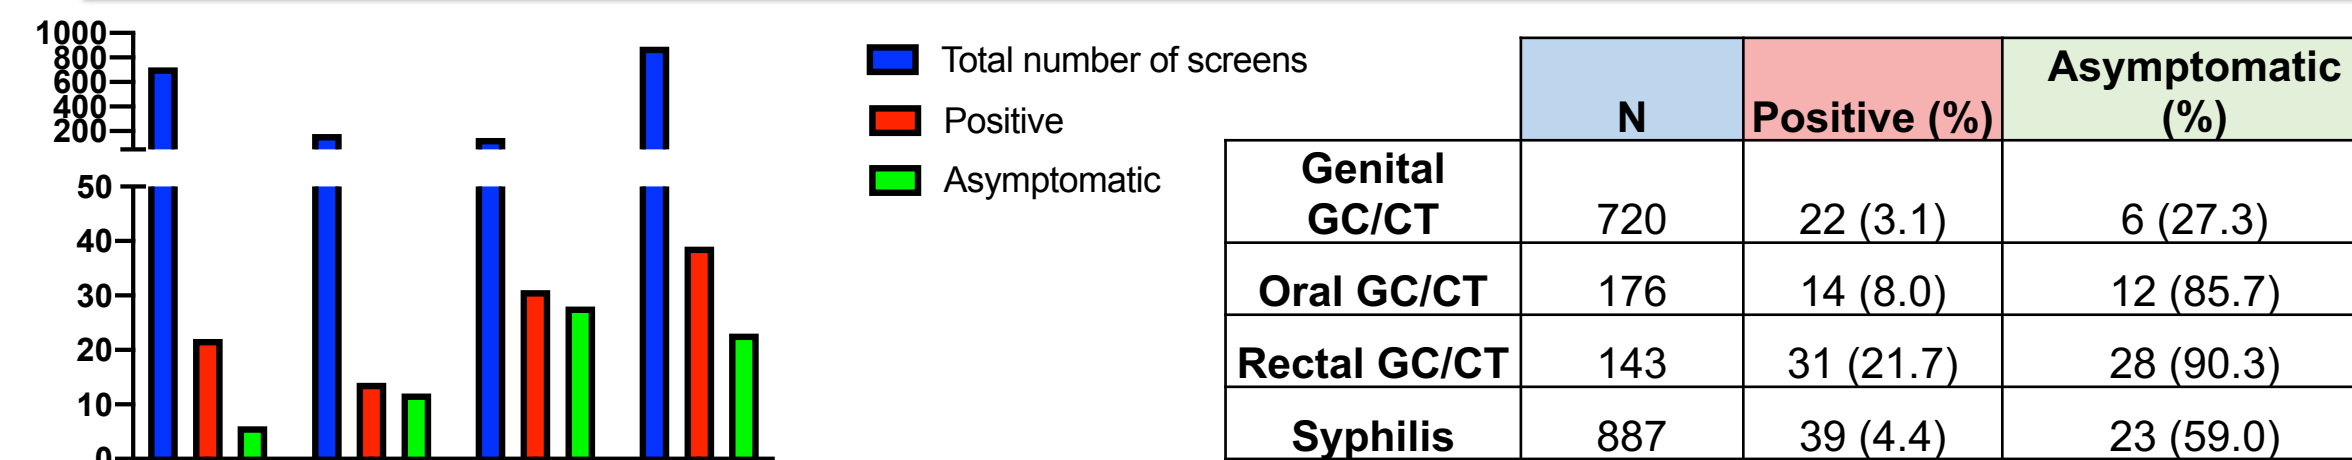 1000
800
600
400
200
50
40
30
20
10
0
Total number of screens
Positive
Asymptomatic
N
Positive (%)
Asymptomatic
(%)
Genital
GC/CT
720
22 (3.1)
6 (27.3)
Oral GC/CT
176
14 (8.0)
12 (85.7)
Rectal GC/CT
143
31 (21.7)
28 (90.3)
Syphilis
887
39 (4.4)
23 (59.0)